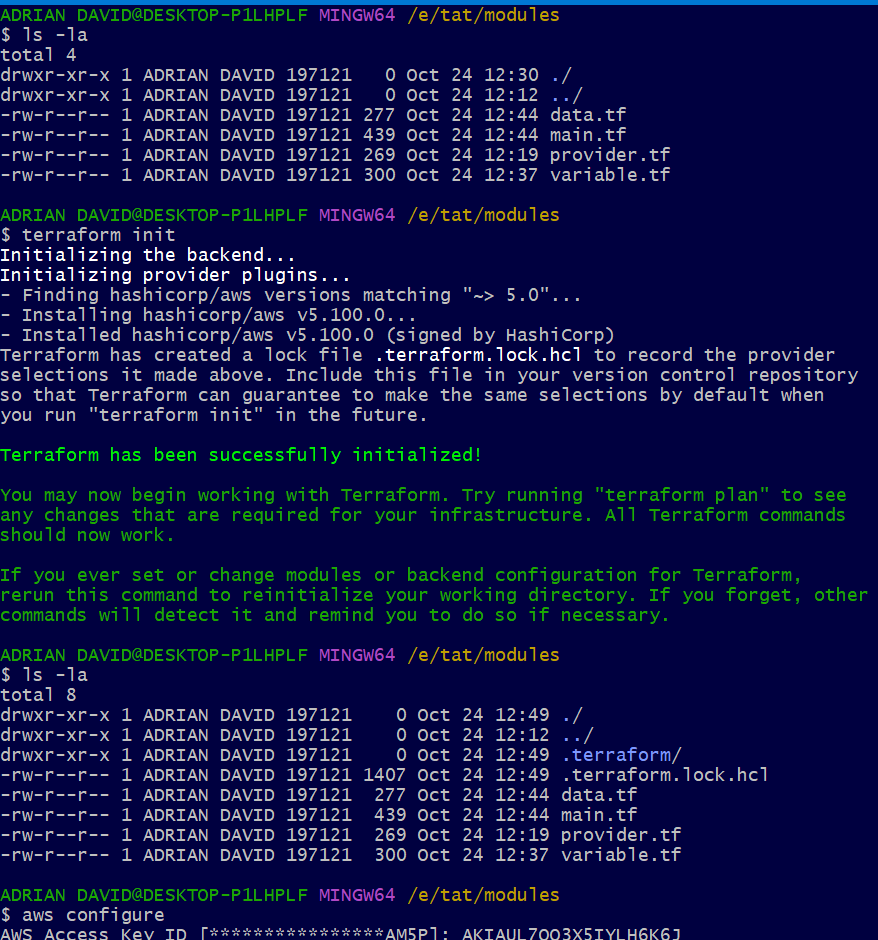 ADRIAN DAVID@DESKTOP-P1LHPLF MINGW64 /e/tat/modules
$ ls -la
total 4
drwxr-xr-x 1 ADRIAN DAVID 197121   0 Oct 24 12:30 ./
drwxr-xr-x 1 ADRIAN DAVID 197121   0 Oct 24 12:12 ../
-rw-r--r-- 1 ADRIAN DAVID 197121 277 Oct 24 12:44 data.tf
-rw-r--r-- 1 ADRIAN DAVID 197121 439 Oct 24 12:44 main.tf
-rw-r--r-- 1 ADRIAN DAVID 197121 269 Oct 24 12:19 provider.tf
-rw-r--r-- 1 ADRIAN DAVID 197121 300 Oct 24 12:37 variable.tf
ADRIAN DAVID@DESKTOP-P1LHPLF MINGW64 /e/tat/modules
$ terraform init
Initializing the backend...
Initializing provider plugins...
- Finding hashicorp/aws versions matching "~> 5.0"...
- Installing hashicorp/aws v5.100.0...
- Installed hashicorp/aws v5.100.0 (signed by HashiCorp)
Terraform has created a lock file .terraform.lock.hcl to record the provider
selections it made above. Include this file in your version control repository
so that Terraform can guarantee to make the same selections by default when
you run "terraform init" in the future.
Terraform has been successfully initialized!
You may now begin working with Terraform. Try running "terraform plan" to see
any changes that are required for your infrastructure. All Terraform commands
should now work.
If you ever set or change modules or backend configuration for Terraform,
rerun this command to reinitialize your working directory. If you forget, other
commands will detect it and remind you to do so if necessary.
ADRIAN DAVID@DESKTOP-P1LHPLF MINGW64 /e/tat/modules
$ ls -la
total 8
drwxr-xr-x 1 ADRIAN DAVID 197121    0 Oct 24 12:49 ./
drwxr-xr-x 1 ADRIAN DAVID 197121    0 Oct 24 12:12 ../
drwxr-xr-x 1 ADRIAN DAVID 197121    0 Oct 24 12:49 .terraform/
-rw-r--r-- 1 ADRIAN DAVID 197121 1407 Oct 24 12:49 .terraform.lock.hcl
-rw-r--r-- 1 ADRIAN DAVID 197121  277 Oct 24 12:44 data.tf
-rw-r--r-- 1 ADRIAN DAVID 197121  439 Oct 24 12:44 main.tf
-rw-r--r-- 1 ADRIAN DAVID 197121  269 Oct 24 12:19 provider.tf
-rw-r--r-- 1 ADRIAN DAVID 197121  300 Oct 24 12:37 variable.tf
ADRIAN DAVID@DESKTOP-P1LHPLF MINGW64 /e/tat/modules
$ aws configure
AWS Access Key ID [****************AM5P]: